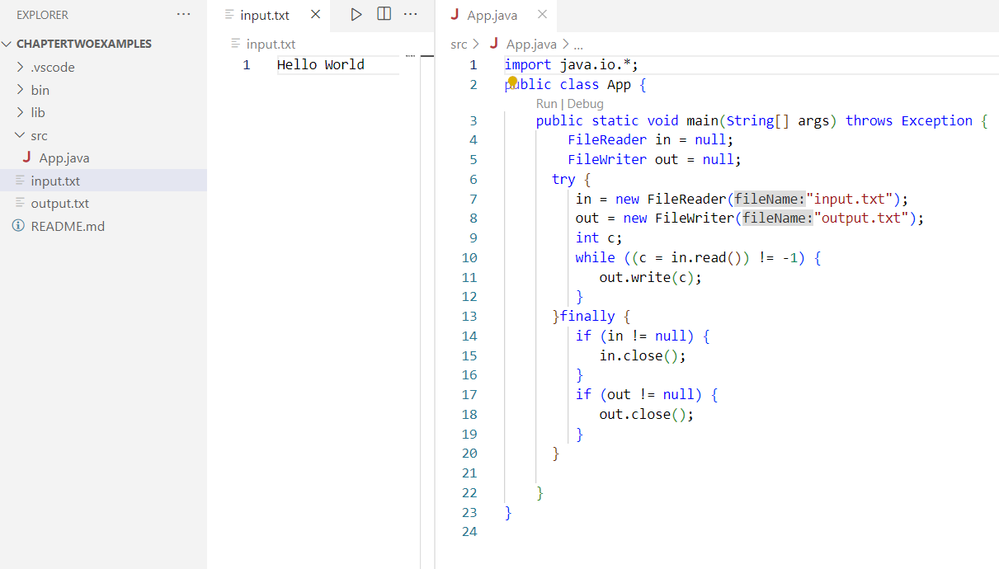 EXPLORER ...
CHAPTERTWOEXAMPLES
.vscode
bin
lib
src
J App.java
input.txt
output.txt
README.md
input.txt
input.txt
1 Hello World
J App.java
src > J App.java > ...
1 import java.io.*;
2 public class App {
Run | Debug
3 public static void main(String[] args) throws Exception {
4 FileReader in = null;
5 FileWriter out = null;
6 try {
7 in = new FileReader(fileName:"input.txt");
8 out = new FileWriter(fileName:"output.txt");
9 int c;
10 while ((c = in.read()) != -1) {
11 out.write(c);
12 }
13 }finally {
14 if (in != null) {
15 in.close();
16 }
17 if (out != null) {
18 out.close();
19 }
20 }
21
22 }
23 }
24